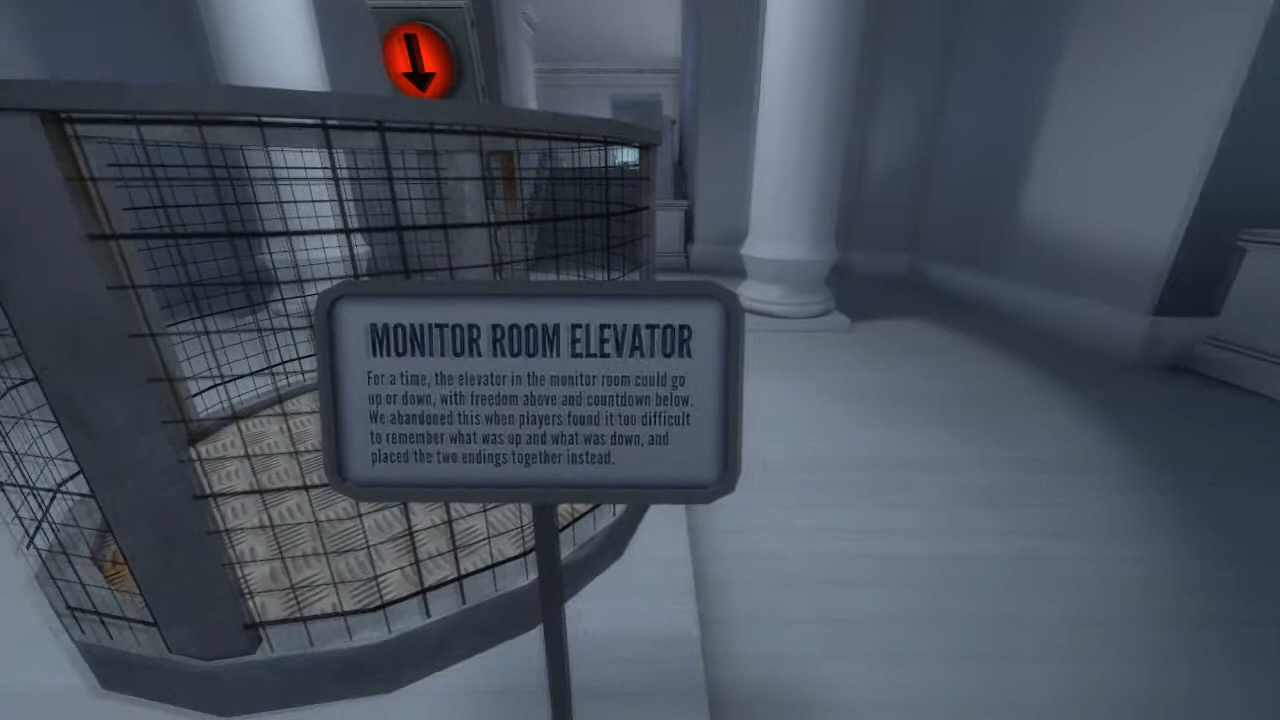 MONITOR ROOM ELEVATOR
For a time, the elevator in the monitor room could go
up or down, with freedom above and countdown below.
We abandoned this when players found it too difficult
to remember what was up and what was down, and
placed the two endings together instead.